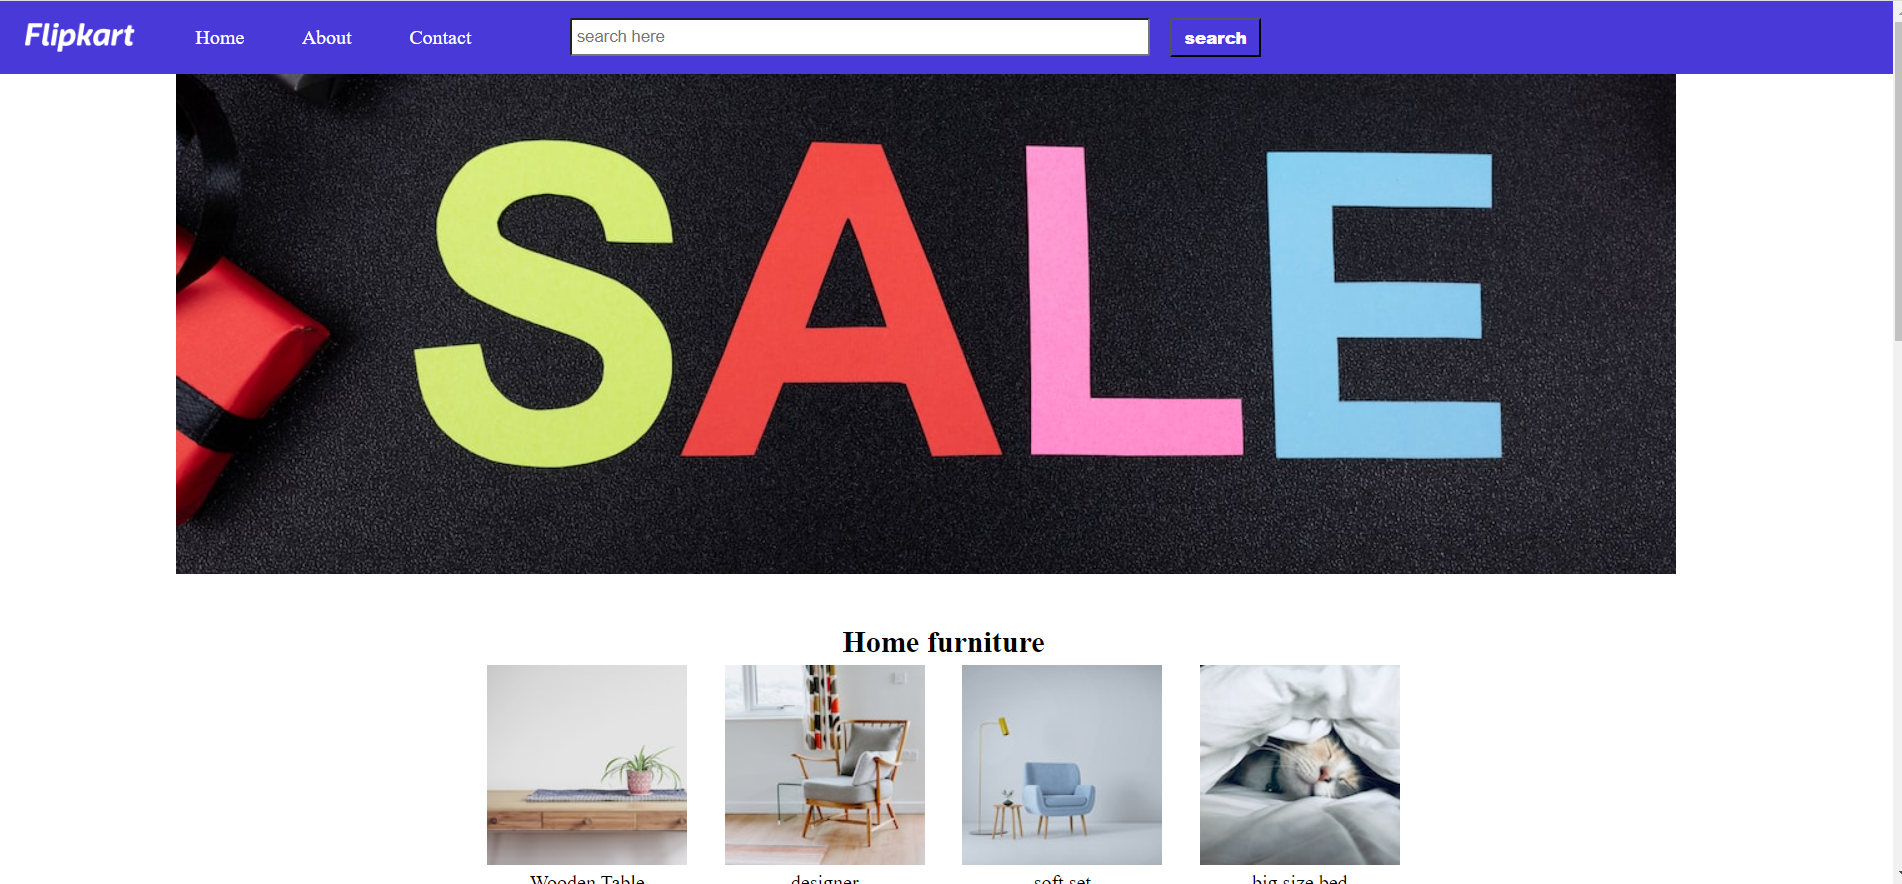 Flipkart Home About Contact search here search
SALE
Home furniture
Wooden Table designer soft set big size bed